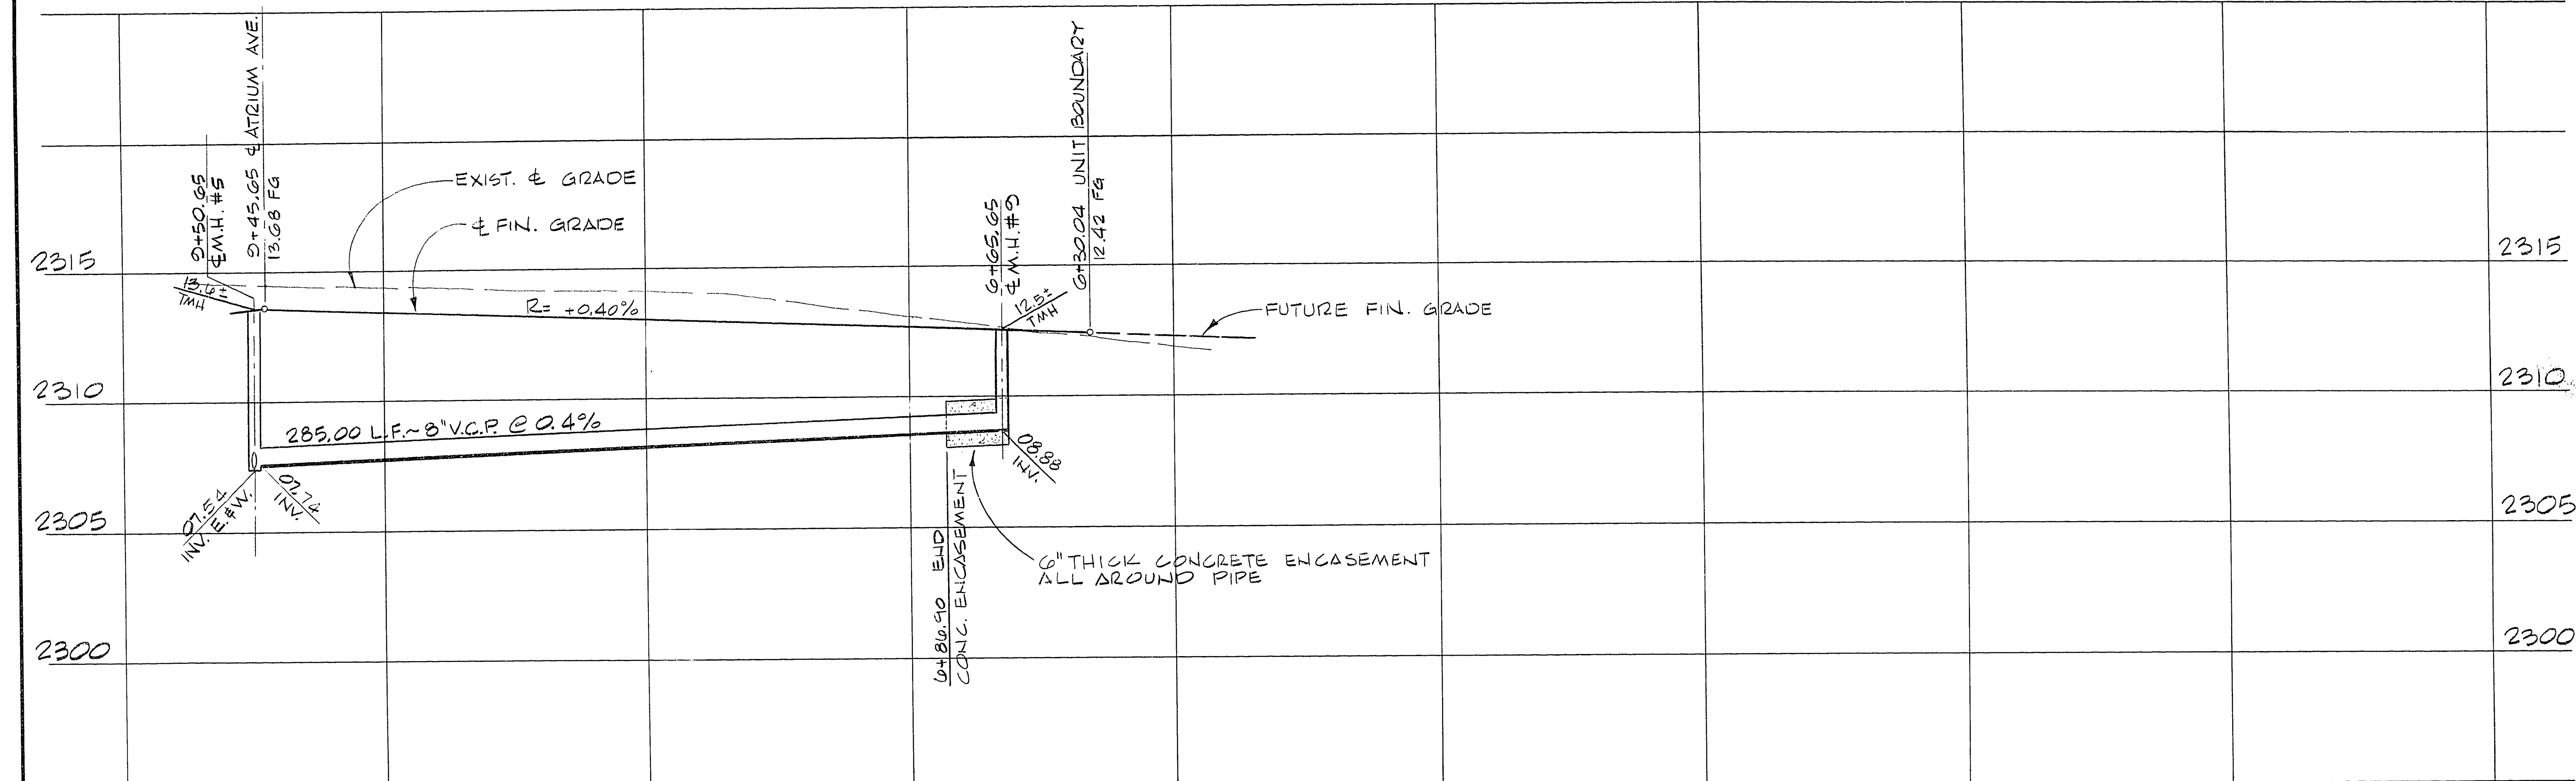 9+50.65
℄ M.H. #5
9+45.65 ℄ ATRIUM AVE.
13.68 FG
EXIST. ℄ GRADE
℄ FIN. GRADE
6+65.65
℄ M.H. #9
6+30.04 UNIT BOUNDARY
12.42 FG
2315
2315
13.6±
TMH
R= +0.40%
12.5±
TMH
FUTURE FIN. GRADE
2310
2310
285.00 L.F.~8" V.C.P. @ 0.4%
08.88
INV.
07.54
INV. E. & W.
07.74
INV.
2305
2305
6+86.90 END
CONC. ENCASEMENT
6" THICK CONCRETE ENCASEMENT
ALL AROUND PIPE
2300
2300